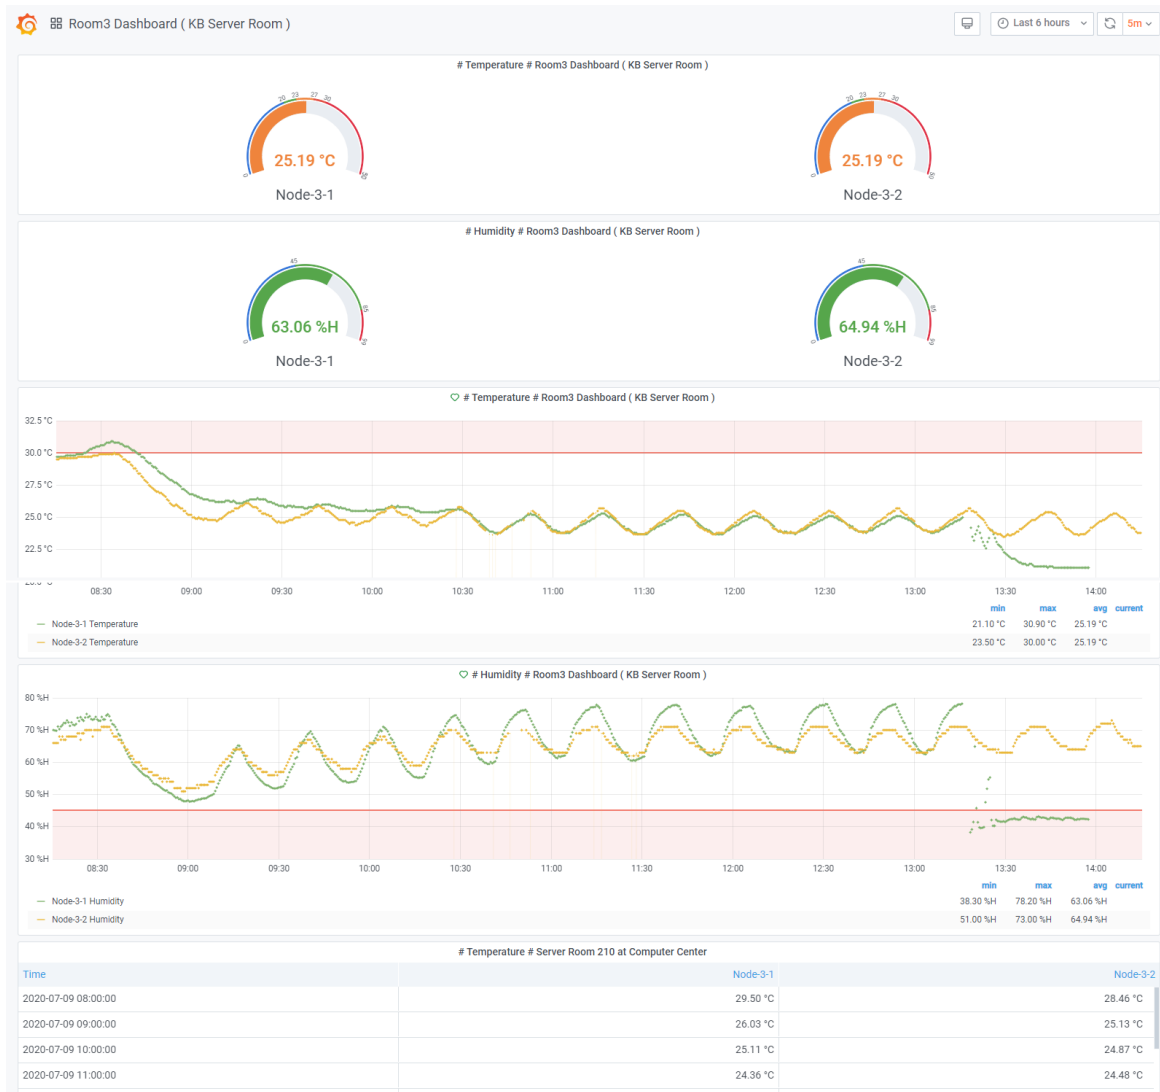 Room3 Dashboard ( KB Server Room )
Last 6 hours
5m
# Temperature # Room3 Dashboard ( KB Server Room )
20 23 27 30
20 23 27 30
25.19 °C
25.19 °C
0
0 50
Node-3-1
Node-3-2
# Humidity # Room3 Dashboard ( KB Server Room )
45
45
85
85
63.06 %H
64.94 %H
0 99
0 99
Node-3-1
Node-3-2
# Temperature # Room3 Dashboard ( KB Server Room )
32.5 °C
30.0 °C
27.5 °C
25.0 °C
22.5 °C
08:30 09:00 09:30 10:00 10:30 11:00 11:30 12:00 12:30 13:00 13:30 14:00
min max avg current
Node-3-1 Temperature 21.10 °C 30.90 °C 25.19 °C
Node-3-2 Temperature 23.50 °C 30.00 °C 25.19 °C
# Humidity # Room3 Dashboard ( KB Server Room )
80 %H
70 %H
60 %H
50 %H
40 %H
30 %H
08:30 09:00 09:30 10:00 10:30 11:00 11:30 12:00 12:30 13:00 13:30 14:00
min max avg current
Node-3-1 Humidity 38.30 %H 78.20 %H 63.06 %H
Node-3-2 Humidity 51.00 %H 73.00 %H 64.94 %H
# Temperature # Server Room 210 at Computer Center
Time Node-3-1 Node-3-2
2020-07-09 08:00:00 29.50 °C 28.46 °C
2020-07-09 09:00:00 26.03 °C 25.13 °C
2020-07-09 10:00:00 25.11 °C 24.87 °C
2020-07-09 11:00:00 24.36 °C 24.48 °C